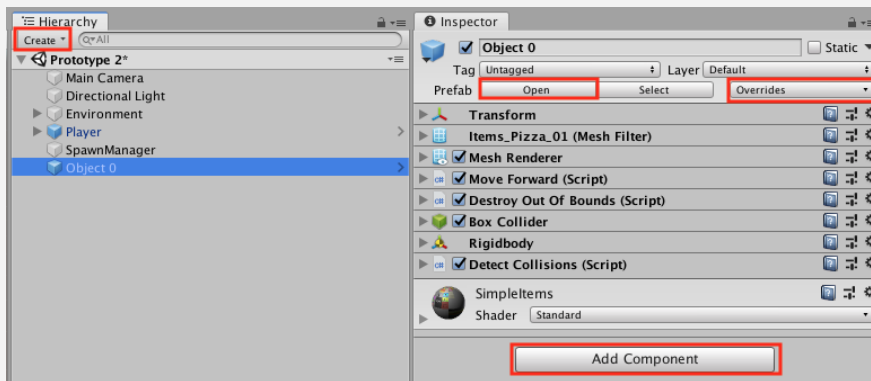 Hierarchy
Create
All
Prototype 2*
Main Camera
Directional Light
Environment
Player
SpawnManager
Object 0
Inspector
Object 0
Static
Tag Untagged Layer Default
Prefab Open Select Overrides
Transform
Items_Pizza_01 (Mesh Filter)
Mesh Renderer
Move Forward (Script)
Destroy Out Of Bounds (Script)
Box Collider
Rigidbody
Detect Collisions (Script)
SimpleItems
Shader Standard
Add Component